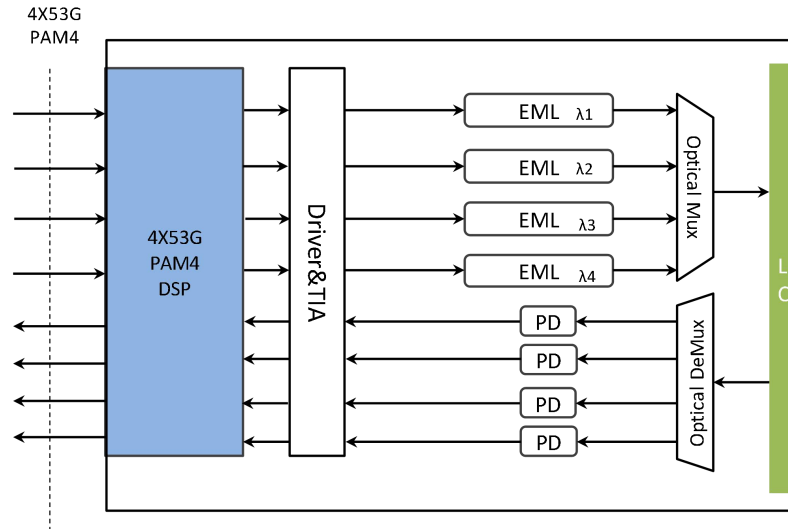 4X53G
PAM4
4X53G
PAM4
DSP
Driver&TIA
EML λ1
EML λ2
EML λ3
EML λ4
PD
PD
PD
PD
Optical Mux
Optical DeMux